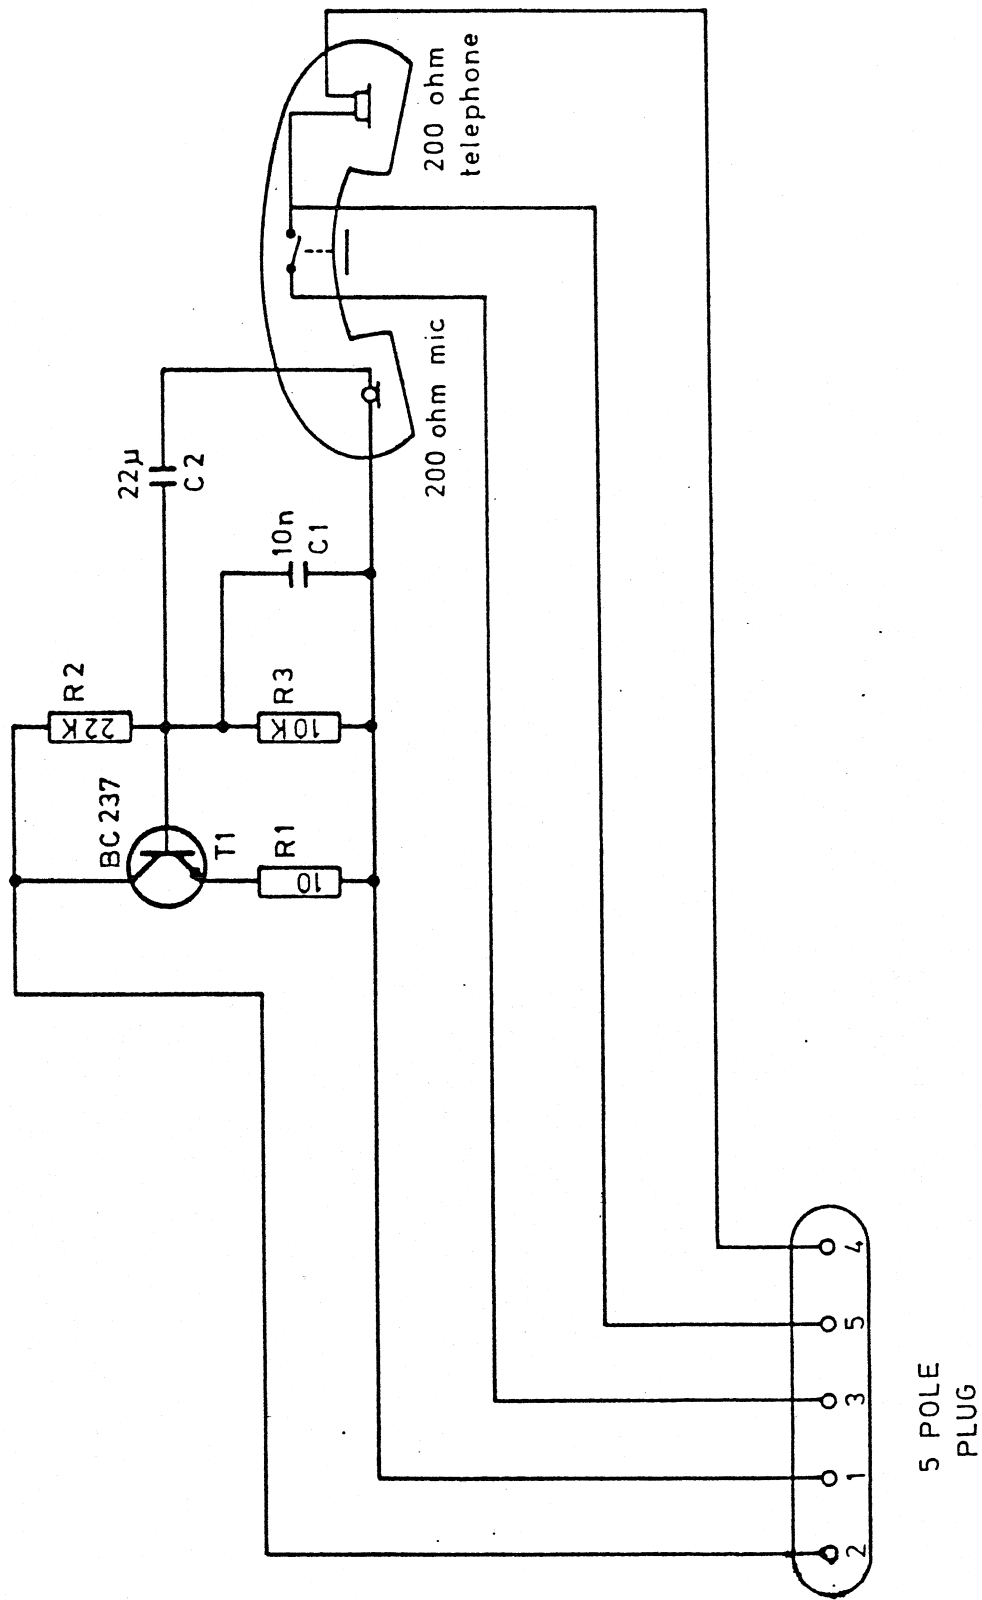 200 ohm
telephone
200 ohm mic
22µ
C2
10n
C1
R2
22K
R3
10K
BC 237
T1
R1
10
4
5
3
1
2
5 POLE
PLUG